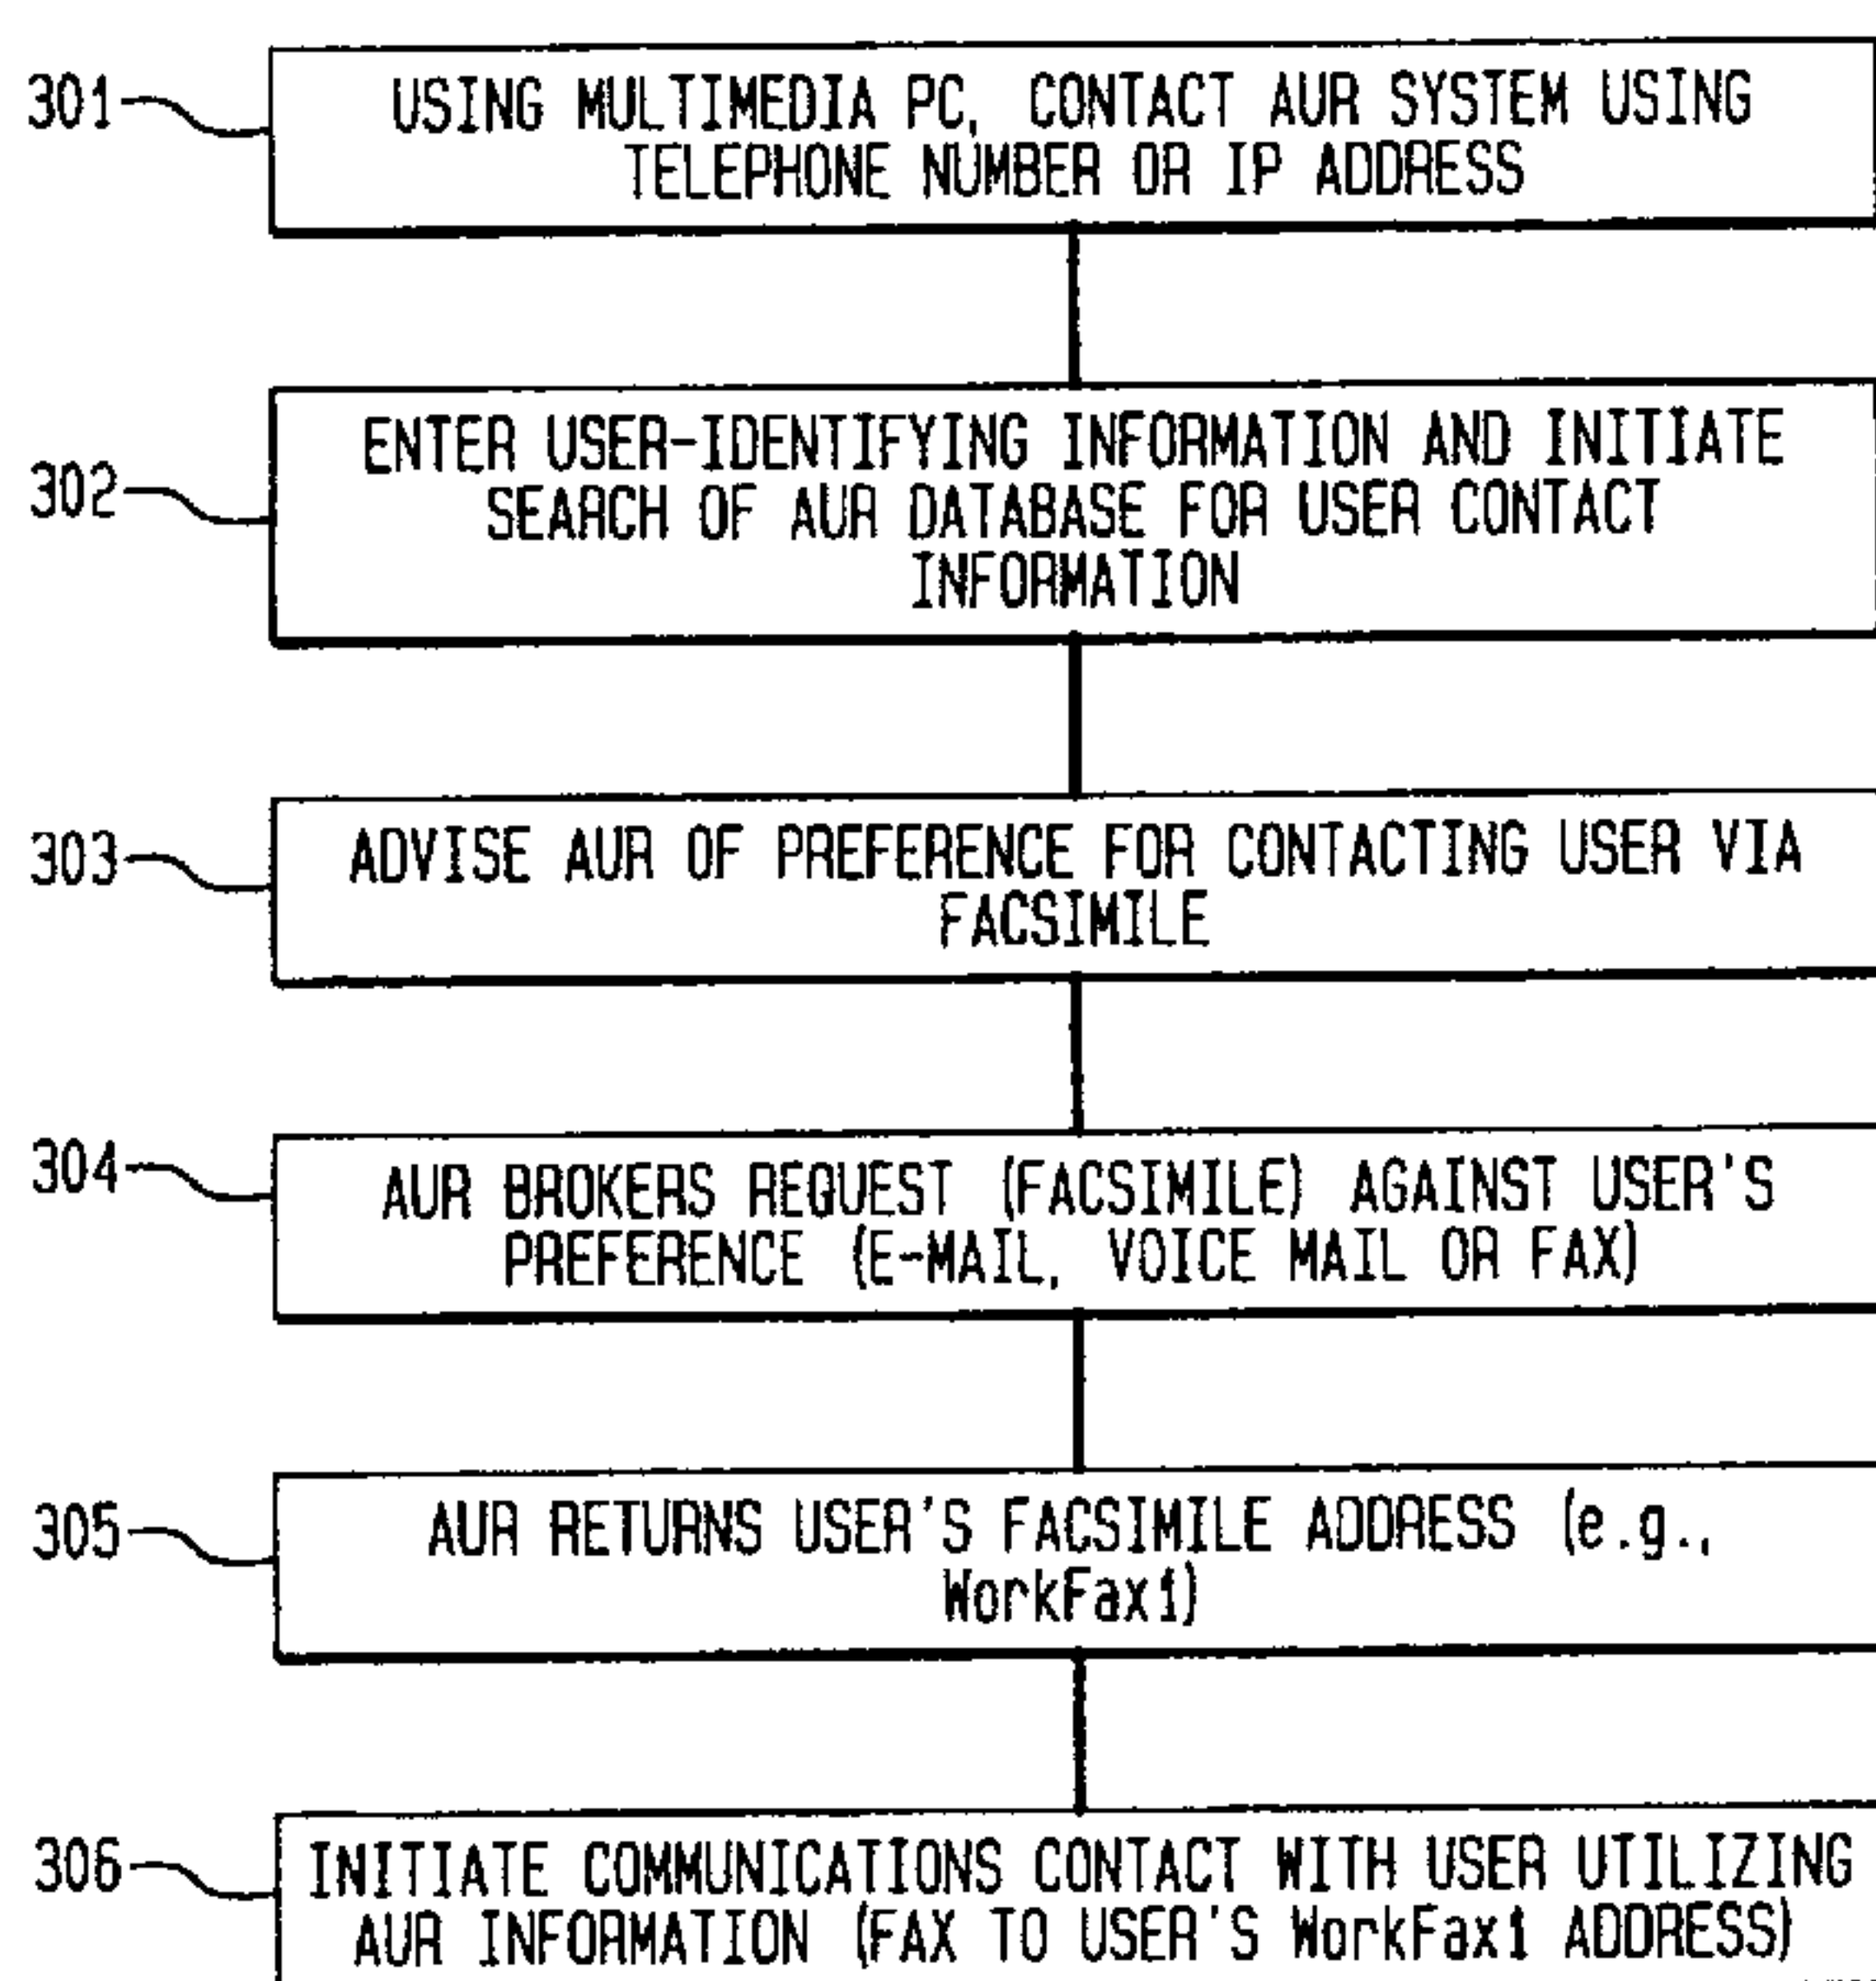 301
USING MULTIMEDIA PC, CONTACT AUR SYSTEM USING
TELEPHONE NUMBER OR IP ADDRESS
302
ENTER USER-IDENTIFYING INFORMATION AND INITIATE
SEARCH OF AUR DATABASE FOR USER CONTACT
INFORMATION
303
ADVISE AUR OF PREFERENCE FOR CONTACTING USER VIA
FACSIMILE
304
AUR BROKERS REQUEST (FACSIMILE) AGAINST USER'S
PREFERENCE (E-MAIL, VOICE MAIL OR FAX)
305
AUR RETURNS USER'S FACSIMILE ADDRESS (e.g.,
WorkFax1)
306
INITIATE COMMUNICATIONS CONTACT WITH USER UTILIZING
AUR INFORMATION (FAX TO USER'S WorkFax1 ADDRESS)